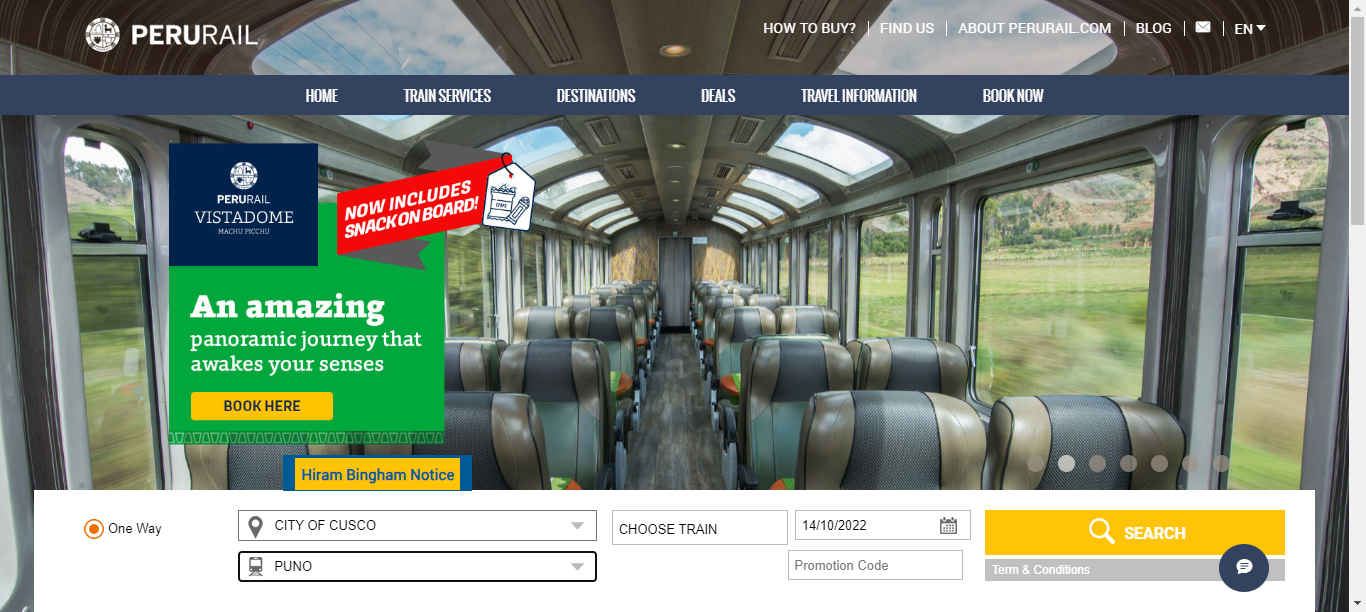 PERURAIL
HOW TO BUY?
FIND US
ABOUT PERURAIL.COM
BLOG
EN
HOME
TRAIN SERVICES
DESTINATIONS
DEALS
TRAVEL INFORMATION
BOOK NOW
PERURAIL
VISTADOME
MACHU PICCHU
NOW INCLUDES
SNACK ON BOARD!
An amazing
panoramic journey that
awakes your senses
BOOK HERE
Hiram Bingham Notice
One Way
CITY OF CUSCO
CHOOSE TRAIN
14/10/2022
SEARCH
PUNO
Promotion Code
Term & Conditions